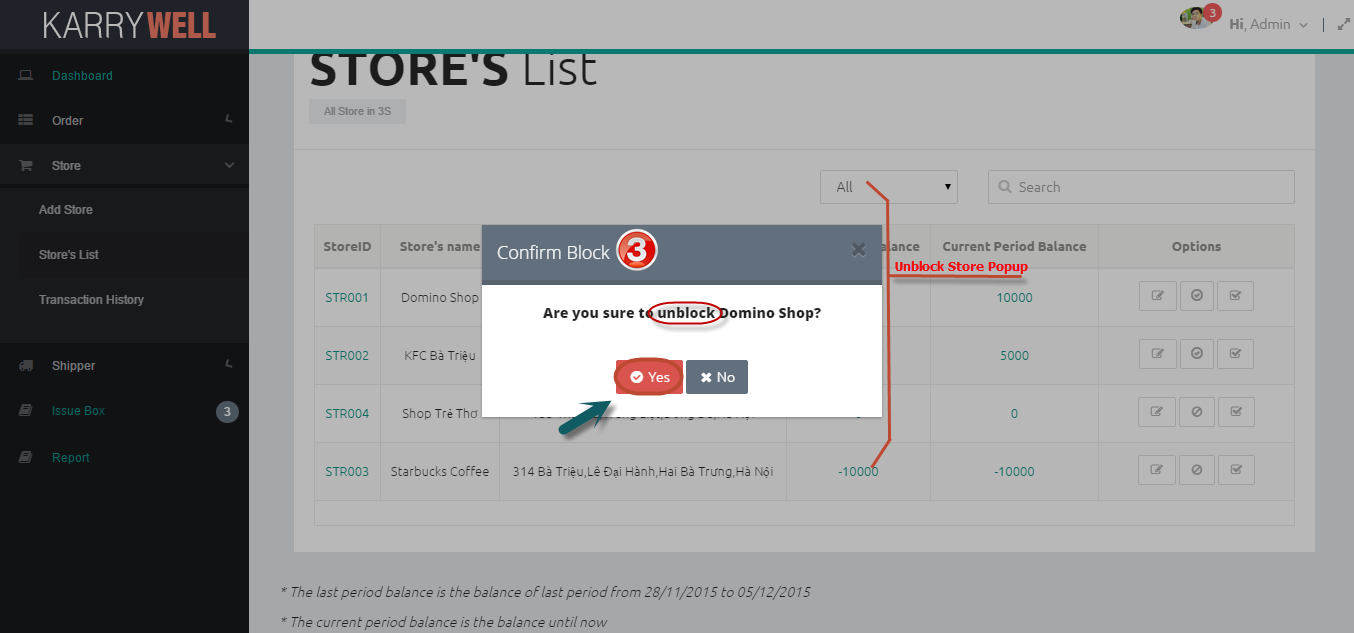 KARRYWELL
3
Hi, Admin
Dashboard
Order
Store
Add Store
Store's List
Transaction History
Shipper
Issue Box 3
Report
STORE'S List
All Store in 3S
All
Search
StoreID Store's name alance Current Period Balance Options
Confirm Block 3
Unblock Store Popup
Are you sure to unblock Domino Shop?
Yes No
STR001 Domino Shop 10000
STR002 KFC Bà Triệu 5000
STR004 Shop Trẻ Thơ 0
STR003 Starbucks Coffee 314 Bà Triệu,Lê Đại Hành,Hai Bà Trưng,Hà Nội -10000 -10000
* The last period balance is the balance of last period from 28/11/2015 to 05/12/2015
* The current period balance is the balance until now